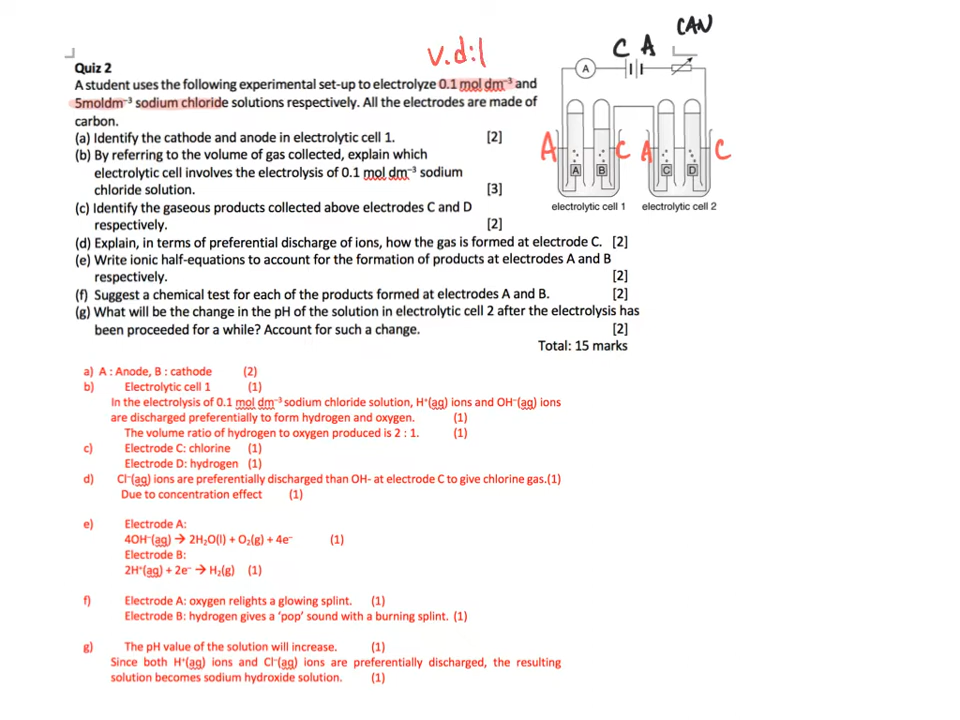 CAN
v.dil
C A
A
Quiz 2
A student uses the following experimental set-up to electrolyze 0.1 mol dm⁻³ and
5moldm⁻³ sodium chloride solutions respectively. All the electrodes are made of
carbon.
(a) Identify the cathode and anode in electrolytic cell 1. [2]
(b) By referring to the volume of gas collected, explain which
electrolytic cell involves the electrolysis of 0.1 mol dm⁻³ sodium
chloride solution. [3]
(c) Identify the gaseous products collected above electrodes C and D
respectively. [2]
A C A C
A B C D
electrolytic cell 1 electrolytic cell 2
(d) Explain, in terms of preferential discharge of ions, how the gas is formed at electrode C. [2]
(e) Write ionic half-equations to account for the formation of products at electrodes A and B
respectively. [2]
(f) Suggest a chemical test for each of the products formed at electrodes A and B. [2]
(g) What will be the change in the pH of the solution in electrolytic cell 2 after the electrolysis has
been proceeded for a while? Account for such a change. [2]
Total: 15 marks
a) A : Anode, B : cathode (2)
b) Electrolytic cell 1 (1)
In the electrolysis of 0.1 mol dm⁻³ sodium chloride solution, H⁺(aq) ions and OH⁻(aq) ions
are discharged preferentially to form hydrogen and oxygen. (1)
The volume ratio of hydrogen to oxygen produced is 2 : 1. (1)
c) Electrode C: chlorine (1)
Electrode D: hydrogen (1)
d) Cl⁻(aq) ions are preferentially discharged than OH- at electrode C to give chlorine gas.(1)
Due to concentration effect (1)
e) Electrode A:
4OH⁻(aq) → 2H₂O(l) + O₂(g) + 4e⁻ (1)
Electrode B:
2H⁺(aq) + 2e⁻ → H₂(g) (1)
f) Electrode A: oxygen relights a glowing splint. (1)
Electrode B: hydrogen gives a 'pop' sound with a burning splint. (1)
g) The pH value of the solution will increase. (1)
Since both H⁺(aq) ions and Cl⁻(aq) ions are preferentially discharged, the resulting
solution becomes sodium hydroxide solution. (1)